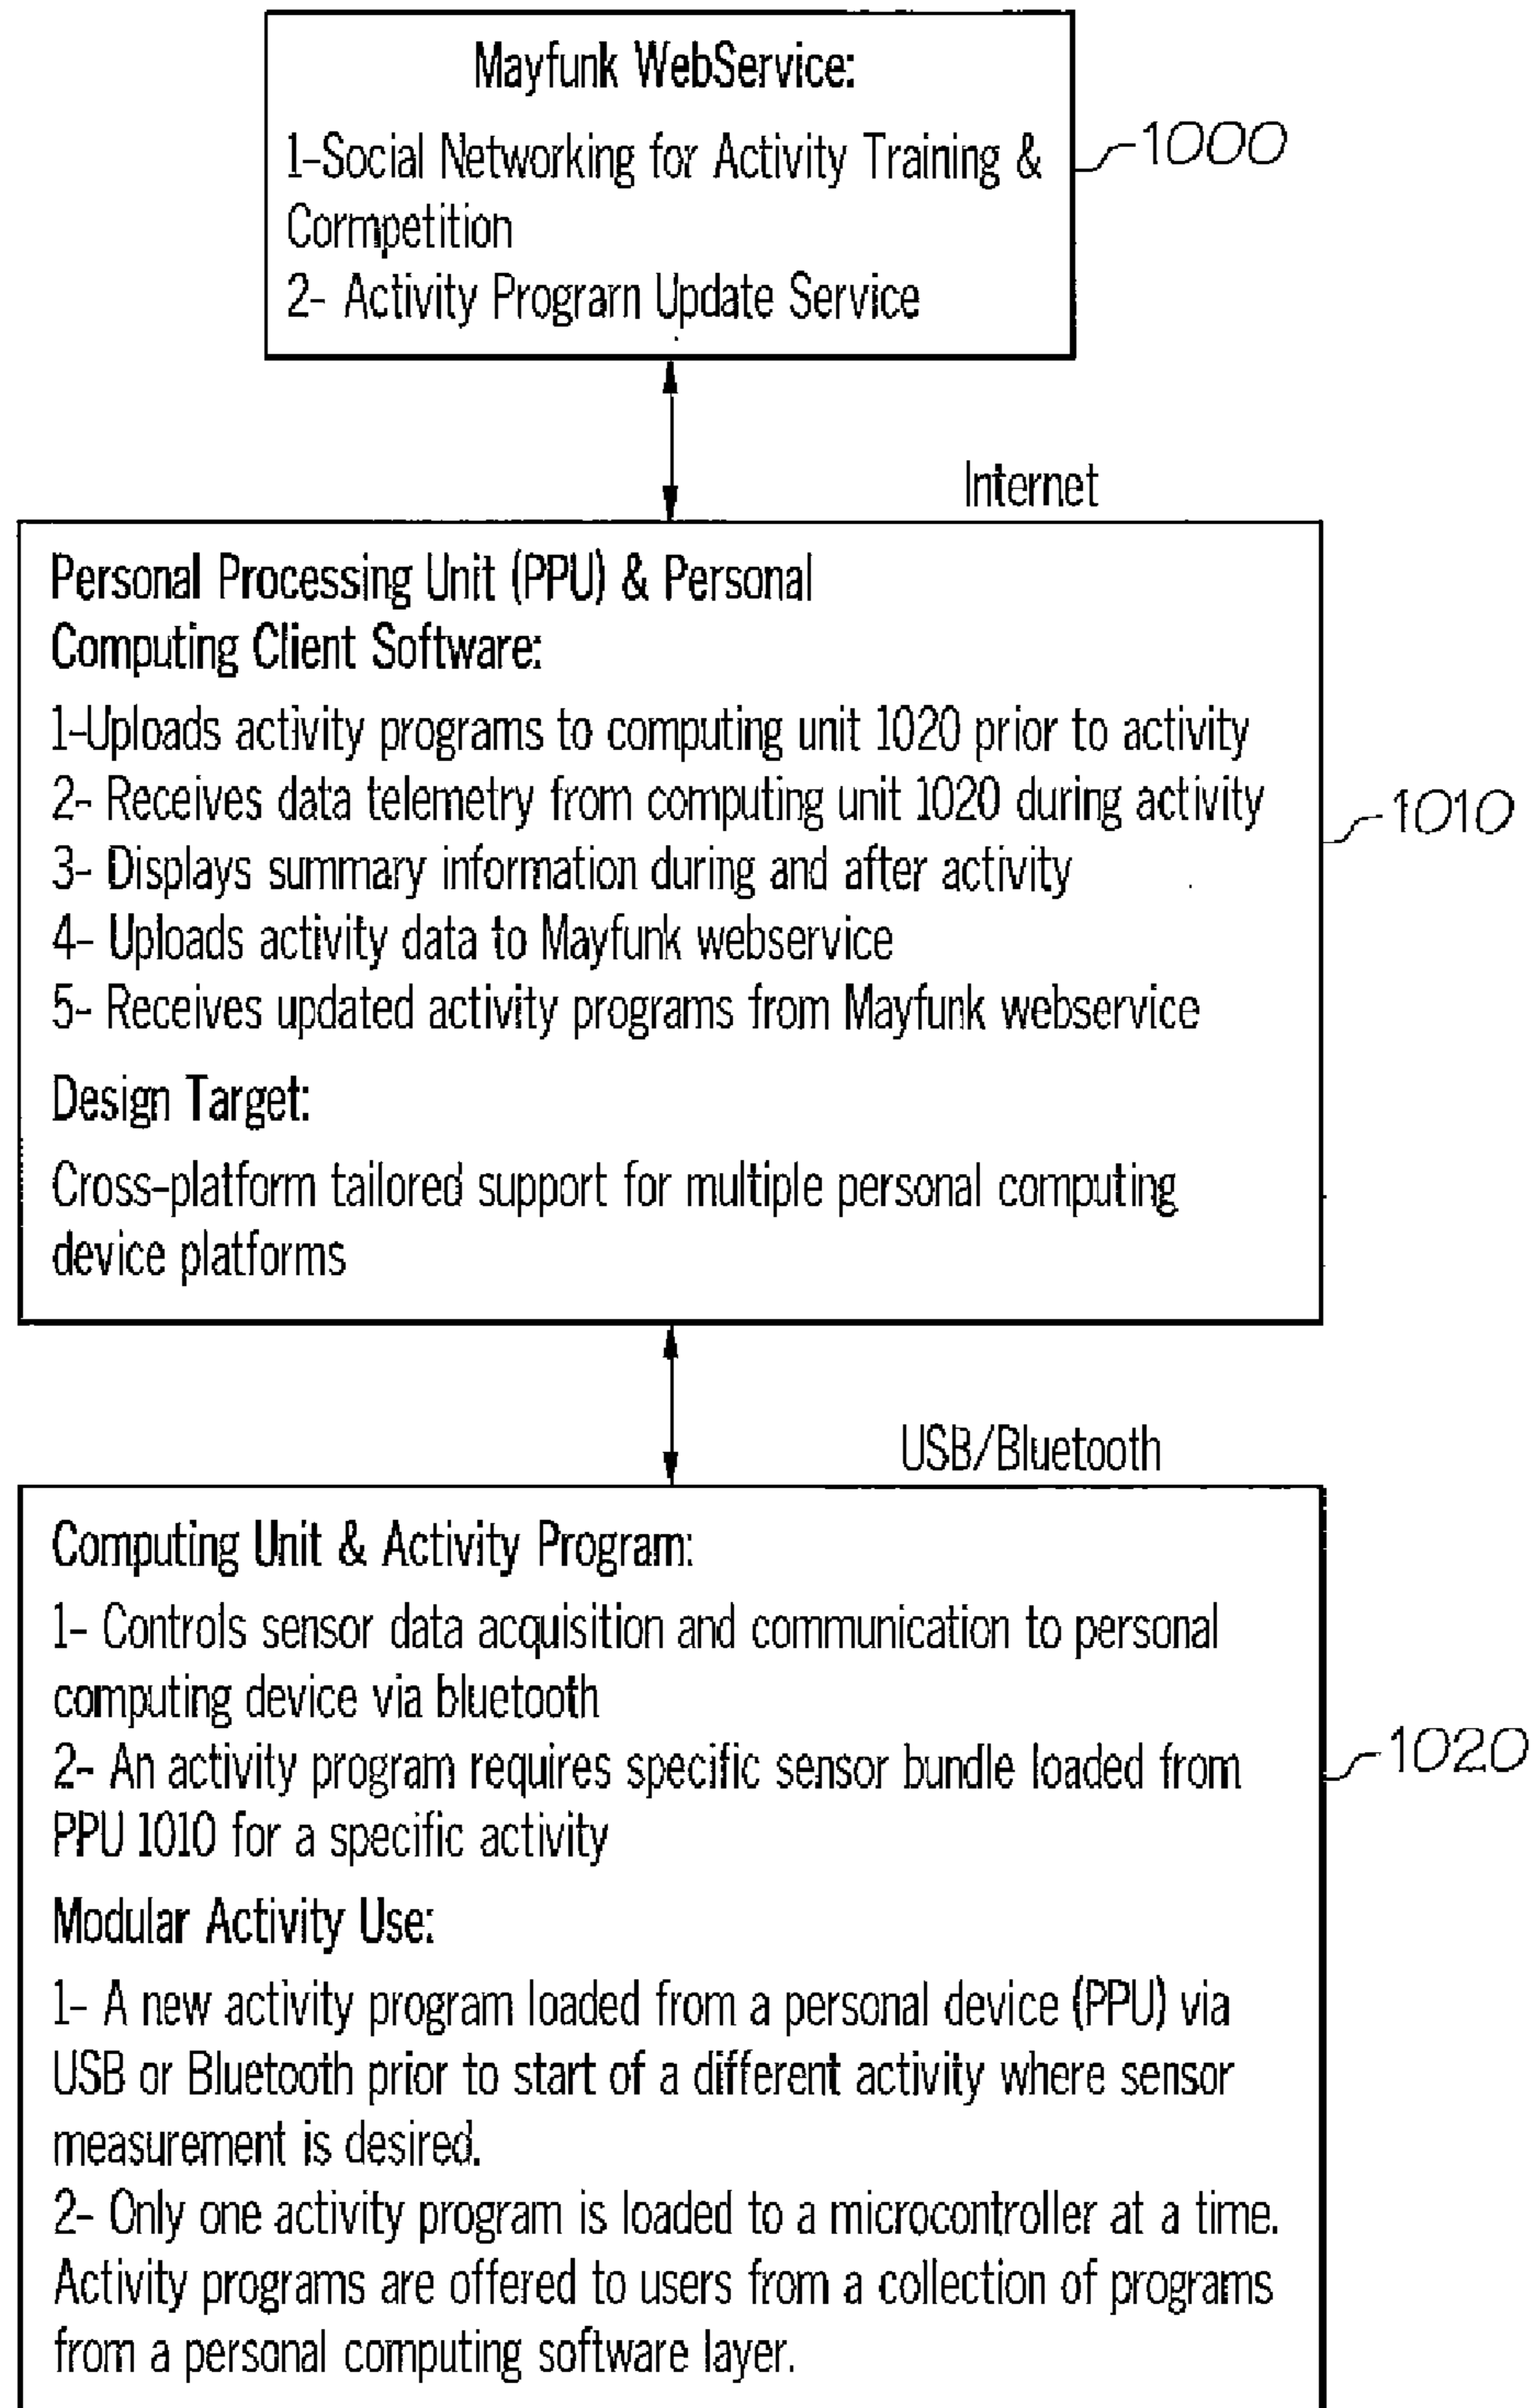 Mayfunk WebService:
1-Social Networking for Activity Training &
Cormpetition
2- Activity Program Update Service
1000
Internet
Personal Processing Unit (PPU) & Personal
Computing Client Software:
1-Uploads activity programs to computing unit 1020 prior to activity
2- Receives data telemetry from computing unit 1020 during activity
3- Displays summary information during and after activity
4- Uploads activity data to Mayfunk webservice
5- Receives updated activity programs from Mayfunk webservice
Design Target:
Cross-platform tailored support for multiple personal computing
device platforms
1010
USB/Bluetooth
Computing Unit & Activity Program:
1- Controls sensor data acquisition and communication to personal
computing device via bluetooth
2- An activity program requires specific sensor bundle loaded from
PPU 1010 for a specific activity
1020
Modular Activity Use:
1- A new activity program loaded from a personal device (PPU) via
USB or Bluetooth prior to start of a different activity where sensor
measurement is desired.
2- Only one activity program is loaded to a microcontroller at a time.
Activity programs are offered to users from a collection of programs
from a personal computing software layer.